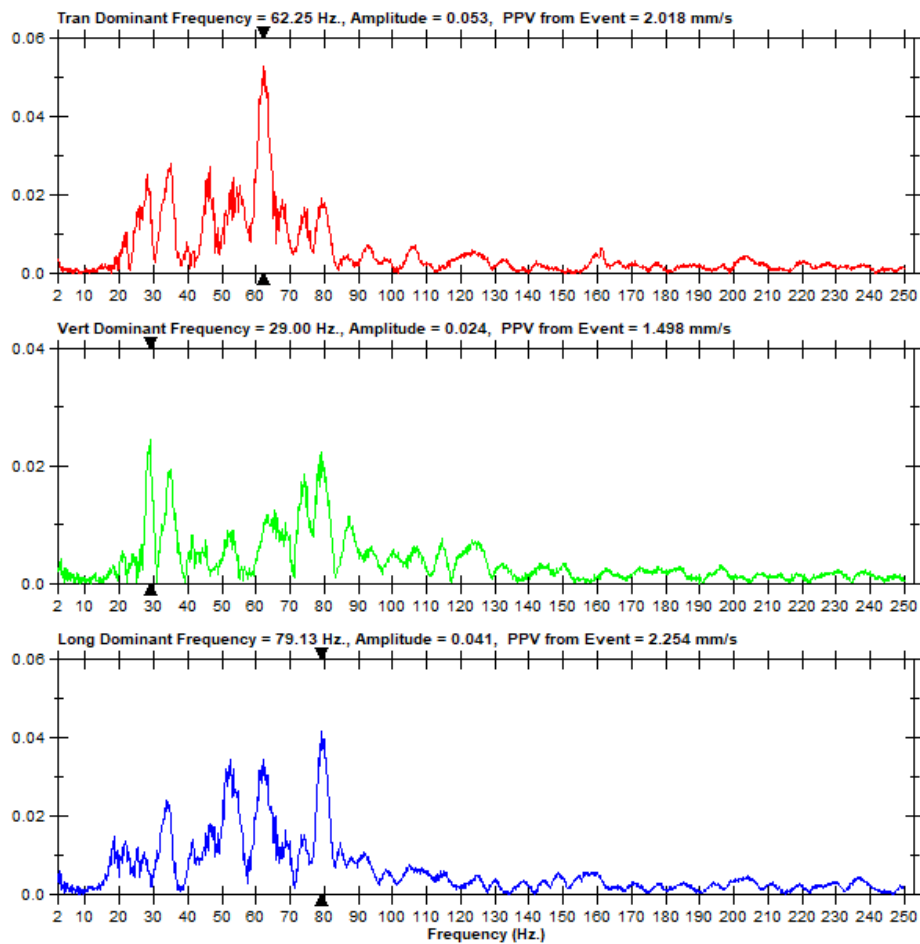 Tran Dominant Frequency = 62.25 Hz., Amplitude = 0.053, PPV from Event = 2.018 mm/s
0.06
0.04
0.02
0.0
2 10 20 30 40 50 60 70 80 90 100 110 120 130 140 150 160 170 180 190 200 210 220 230 250
Vert Dominant Frequency = 29.00 Hz., Amplitude = 0.024, PPV from Event = 1.498 mm/s
0.04
0.02
0.0
2 10 20 30 40 50 60 70 80 90 100 110 120 130 140 150 160 170 180 190 200 210 220 230 250
Long Dominant Frequency = 79.13 Hz., Amplitude = 0.041, PPV from Event = 2.254 mm/s
0.06
0.04
0.02
0.0
2 10 20 30 40 50 60 70 80 90 100 110 120 130 140 150 160 170 180 190 200 210 220 230 250
Frequency (Hz.)